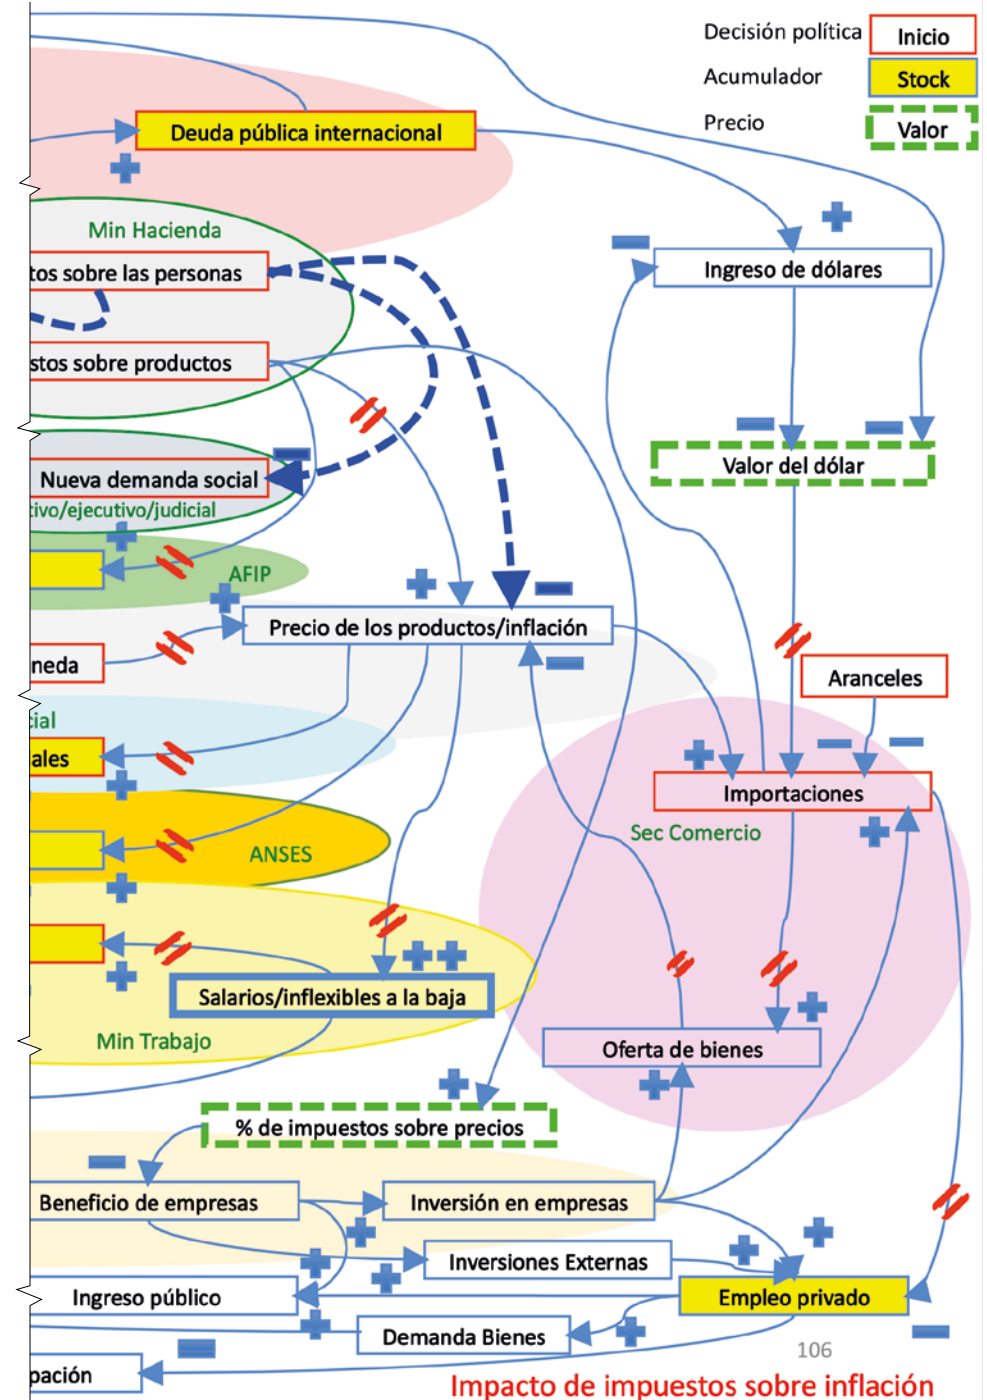 Decisión política
Inicio
Acumulador
Stock
Precio
Valor
Deuda pública internacional
Min Hacienda
tos sobre las personas
Ingreso de dólares
stos sobre productos
Valor del dólar
Nueva demanda social
tivo/ejecutivo/judicial
AFIP
Precio de los productos/inflación
neda
Aranceles
cial
ales
Importaciones
Sec Comercio
ANSES
Salarios/inflexibles a la baja
Min Trabajo
Oferta de bienes
% de impuestos sobre precios
Beneficio de empresas
Inversión en empresas
Inversiones Externas
Ingreso público
Empleo privado
Demanda Bienes
106
pación
Impacto de impuestos sobre inflación